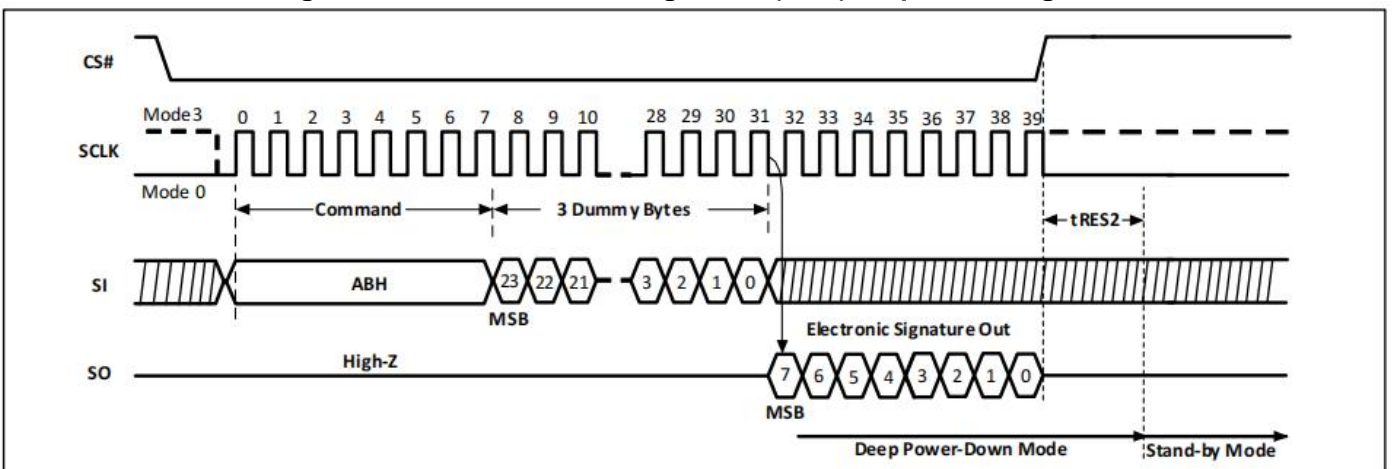 CS#
Mode3
0 1 2 3 4 5 6 7 8 9 10 28 29 30 31 32 33 34 35 36 37 38 39
SCLK
Mode 0
Command 3 Dummy Bytes tRES2
SI ABH 23 22 21 3 2 1 0
MSB
Electronic Signature Out
High-Z
SO 7 6 5 4 3 2 1 0
MSB
Deep Power-Down Mode Stand-by Mode